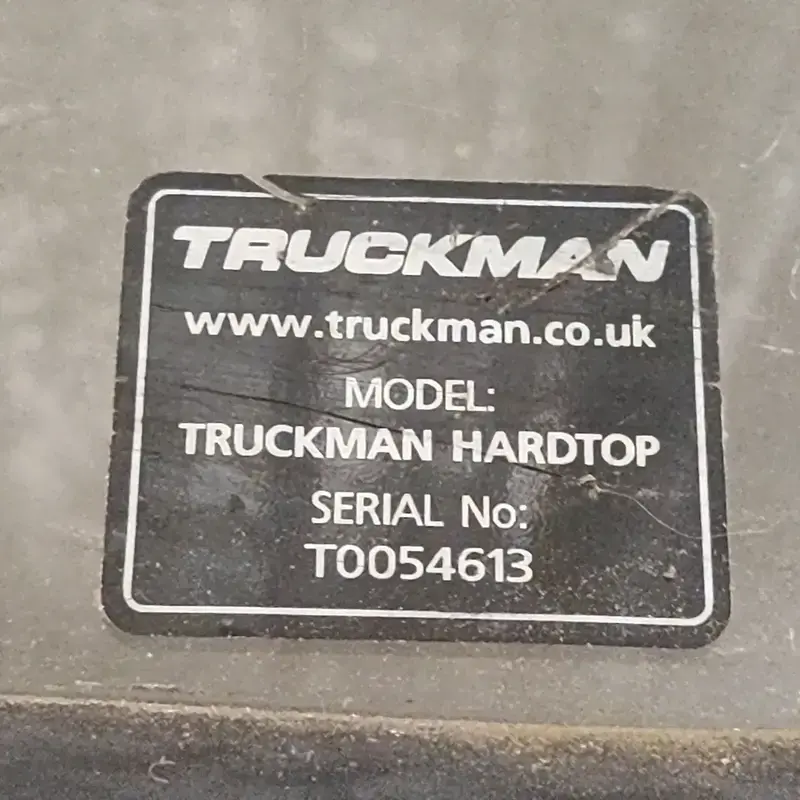 TRUCKMAN
www.truckman.co.uk
MODEL:
TRUCKMAN HARDTOP
SERIAL No:
T0054613